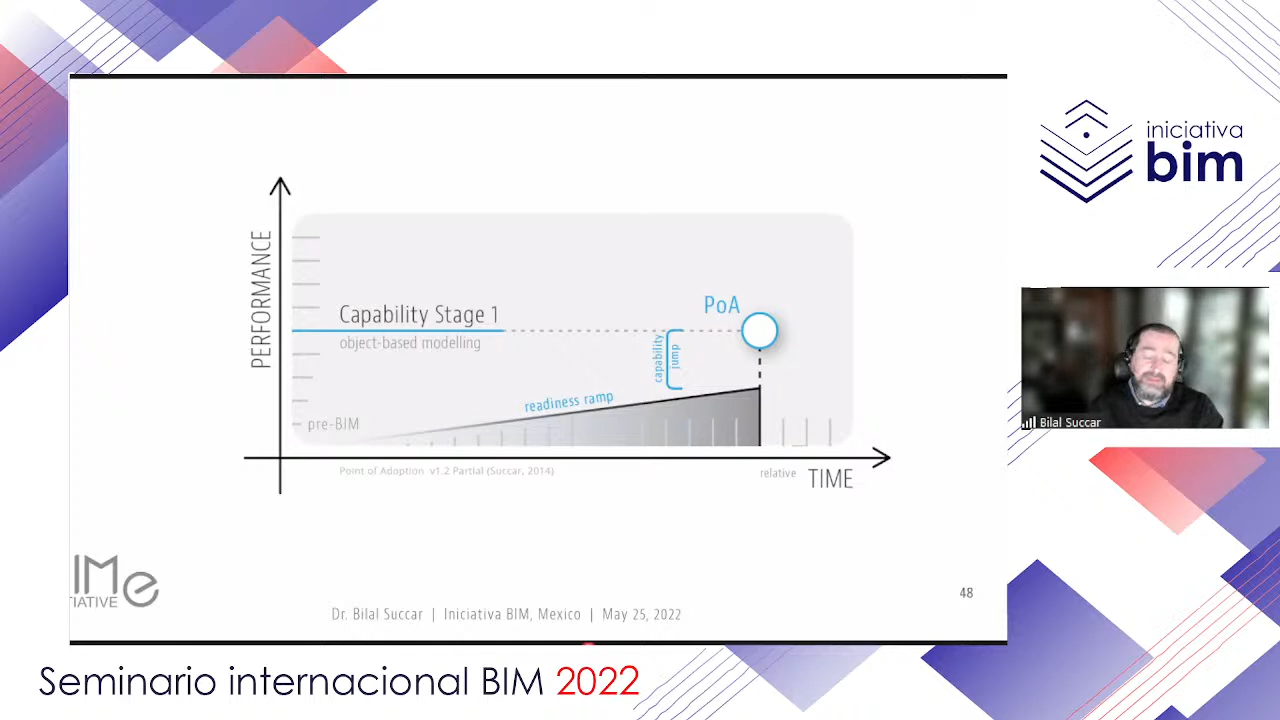 iniciativa
bim
PERFORMANCE
Capability Stage 1
object-based modelling
PoA
capability
jump
readiness ramp
pre-BIM
Point of Adoption v1.2 Partial (Succar, 2014)
relative TIME
Bilal Succar
IMe
TIATIVE
48
Dr. Bilal Succar | Iniciativa BIM, Mexico | May 25, 2022
Seminario internacional BIM 2022